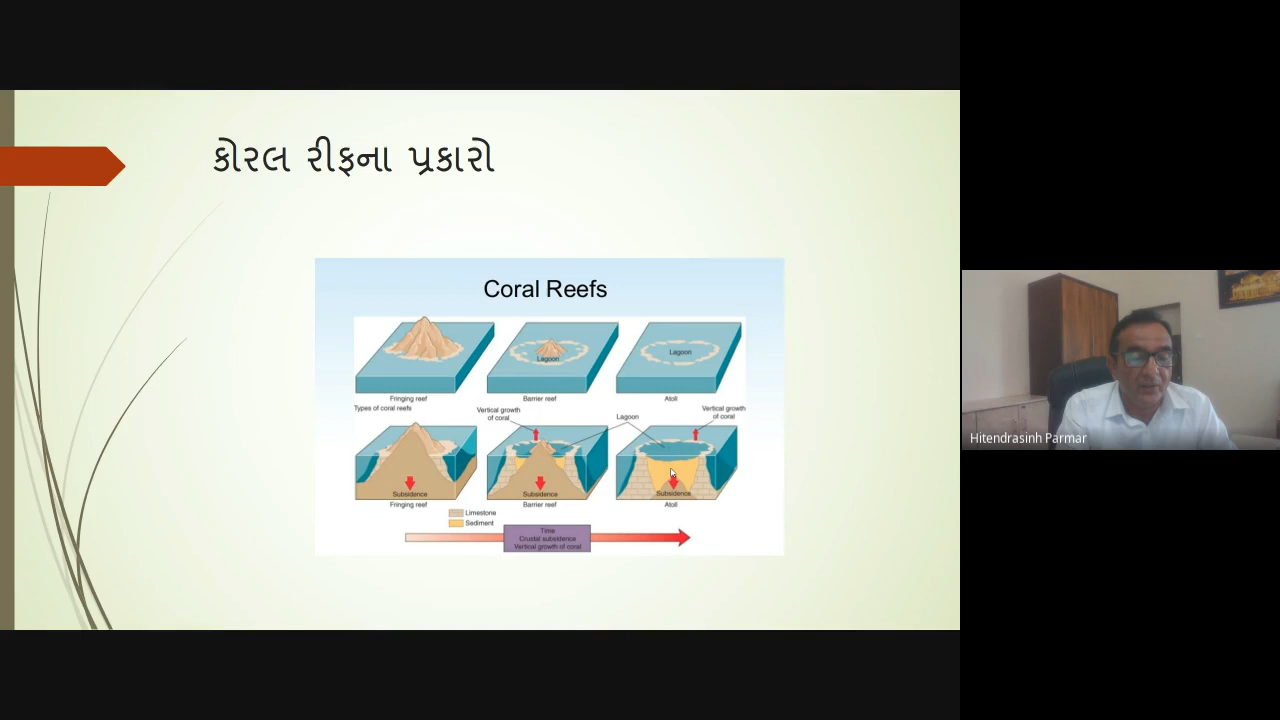 કોરલ રીફના પ્રકારો
Coral Reefs
Lagoon
Lagoon
Fringing reef
Barrier reef
Atoll
Types of coral reefs
Vertical growth
of coral
Lagoon
Vertical growth
of coral
Subsidence
Subsidence
Subsidence
Fringing reef
Barrier reef
Atoll
Limestone
Sediment
Time
Crustal subsidence
Vertical growth of coral
Hitendrasinh Parmar